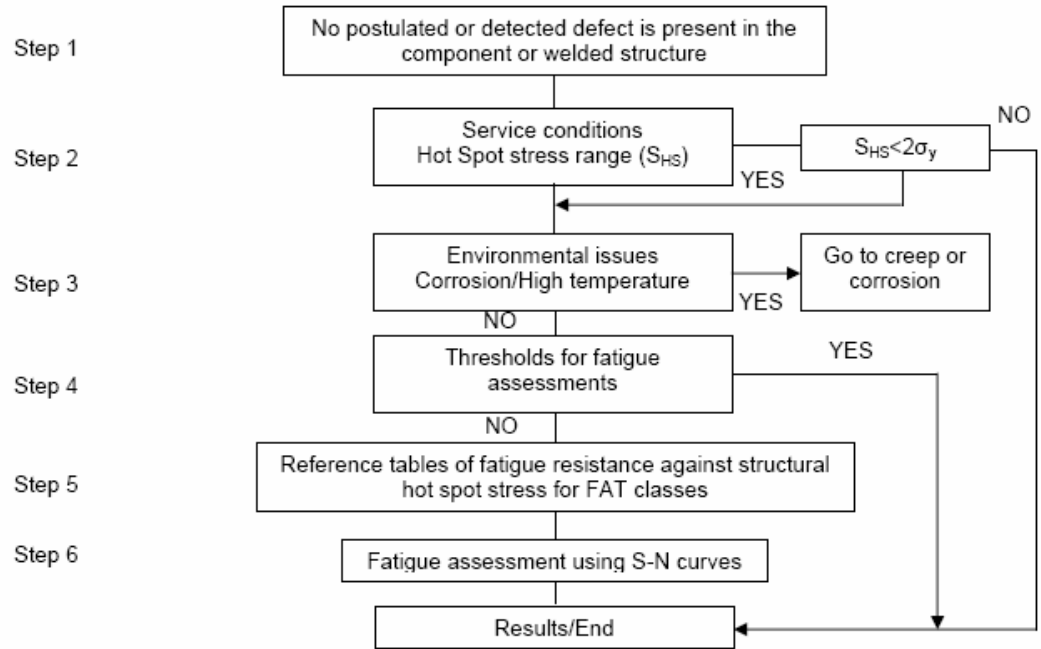 Step 1
No postulated or detected defect is present in the
component or welded structure
Step 2
Service conditions
Hot Spot stress range (S_HS)
S_HS<2σ_y
NO
YES
Step 3
Environmental issues
Corrosion/High temperature
YES
Go to creep or
corrosion
NO
Step 4
Thresholds for fatigue
assessments
YES
NO
Step 5
Reference tables of fatigue resistance against structural
hot spot stress for FAT classes
Step 6
Fatigue assessment using S-N curves
Results/End